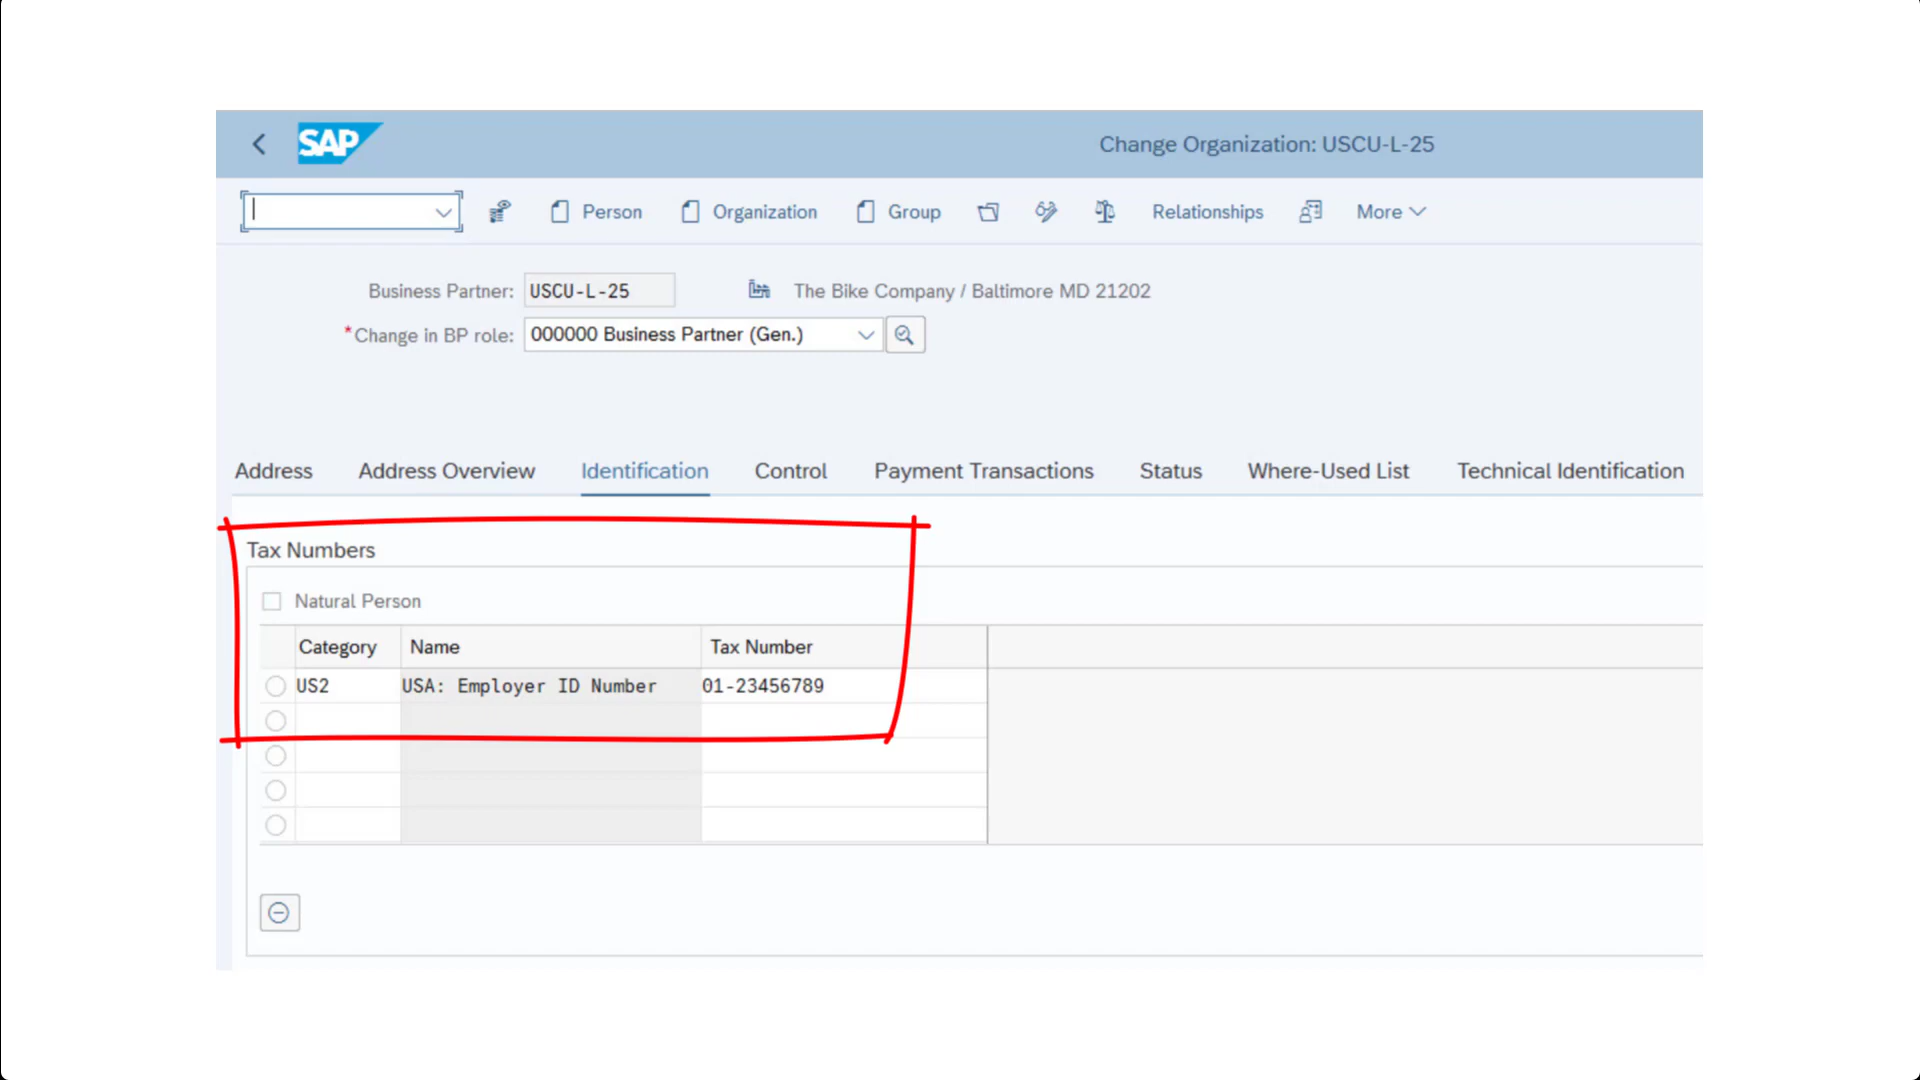 SAP
Change Organization: USCU-L-25
Person Organization Group Relationships More
Business Partner: USCU-L-25 The Bike Company / Baltimore MD 21202
*Change in BP role: 000000 Business Partner (Gen.)
Address Address Overview Identification Control Payment Transactions Status Where-Used List Technical Identification
Tax Numbers
Natural Person
Category Name Tax Number
US2 USA: Employer ID Number 01-23456789